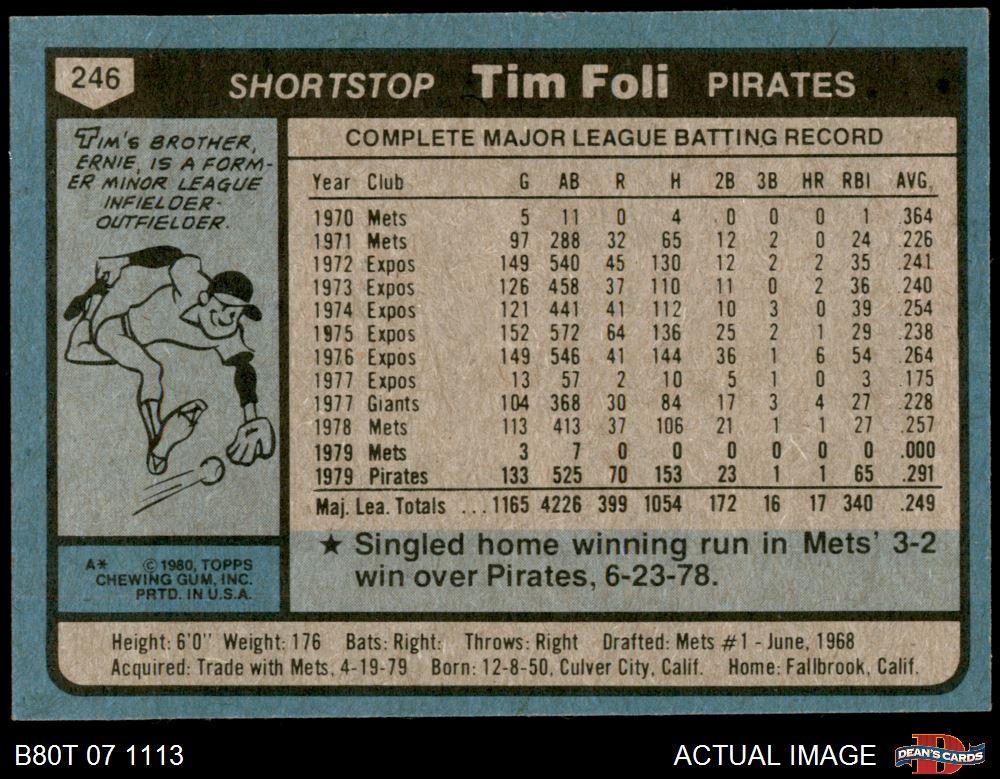 246 SHORTSTOP Tim Foli PIRATES
TIM'S BROTHER,
ERNIE, IS A FORM-
ER MINOR LEAGUE
INFIELDER-
OUTFIELDER.
COMPLETE MAJOR LEAGUE BATTING RECORD
Year Club G AB R H 2B 3B HR RBI AVG.
1970 Mets 5 11 0 4 0 0 0 1 .364
1971 Mets 97 288 32 65 12 2 0 24 .226
1972 Expos 149 540 45 130 12 2 2 35 .241
1973 Expos 126 458 37 110 11 0 2 36 .240
1974 Expos 121 441 41 112 10 3 0 39 .254
1975 Expos 152 572 64 136 25 2 1 29 .238
1976 Expos 149 546 41 144 36 1 6 54 .264
1977 Expos 13 57 2 10 5 1 0 3 .175
1977 Giants 104 368 30 84 17 3 4 27 .228
1978 Mets 113 413 37 106 21 1 1 27 .257
1979 Mets 3 7 0 0 0 0 0 0 .000
1979 Pirates 133 525 70 153 23 1 1 65 .291
Maj. Lea. Totals ...1165 4226 399 1054 172 16 17 340 .249
★ Singled home winning run in Mets' 3-2
win over Pirates, 6-23-78.
A* © 1980, TOPPS
CHEWING GUM, INC.
PRTD. IN U.S.A.
Height: 6'0" Weight: 176 Bats: Right: Throws: Right Drafted: Mets #1 - June, 1968
Acquired: Trade with Mets, 4-19-79 Born: 12-8-50, Culver City, Calif. Home: Fallbrook, Calif.
B80T 07 1113 ACTUAL IMAGE DEAN'S CARDS